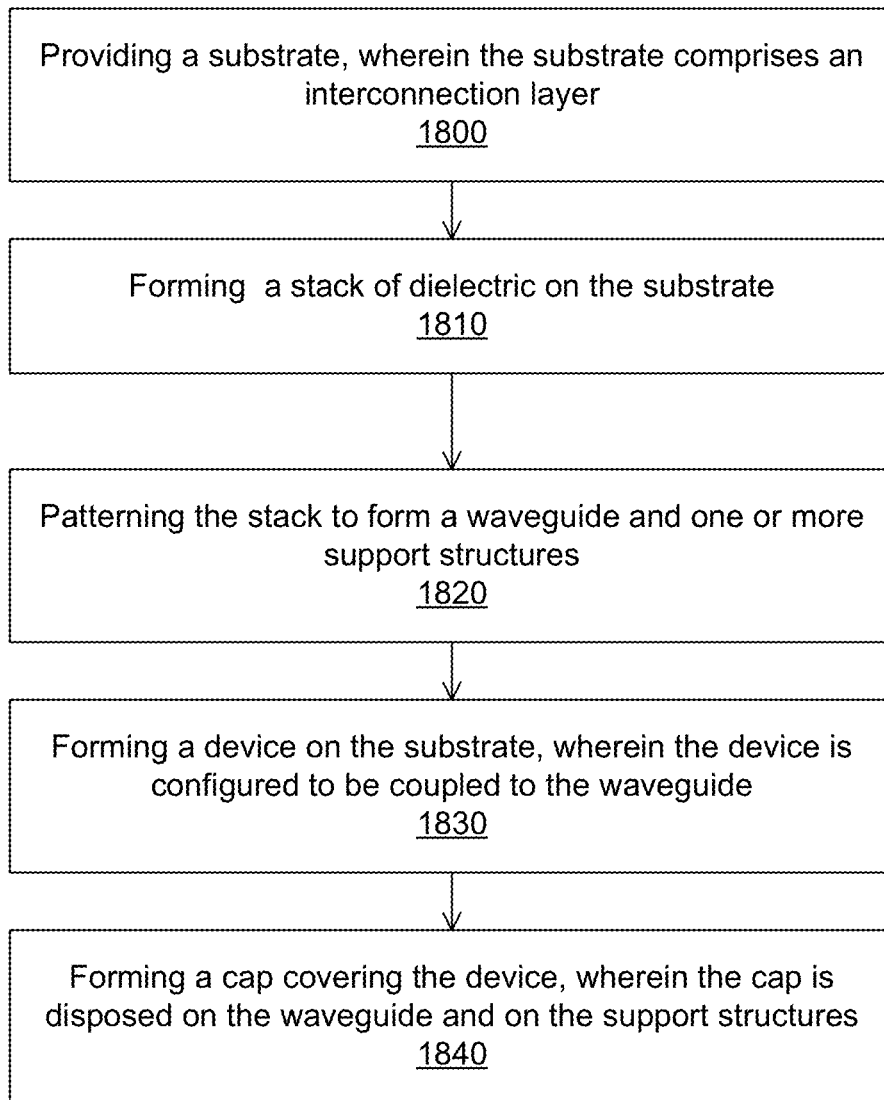 Providing a substrate, wherein the substrate comprises an
interconnection layer
1800
Forming a stack of dielectric on the substrate
1810
Patterning the stack to form a waveguide and one or more
support structures
1820
Forming a device on the substrate, wherein the device is
configured to be coupled to the waveguide
1830
Forming a cap covering the device, wherein the cap is
disposed on the waveguide and on the support structures
1840